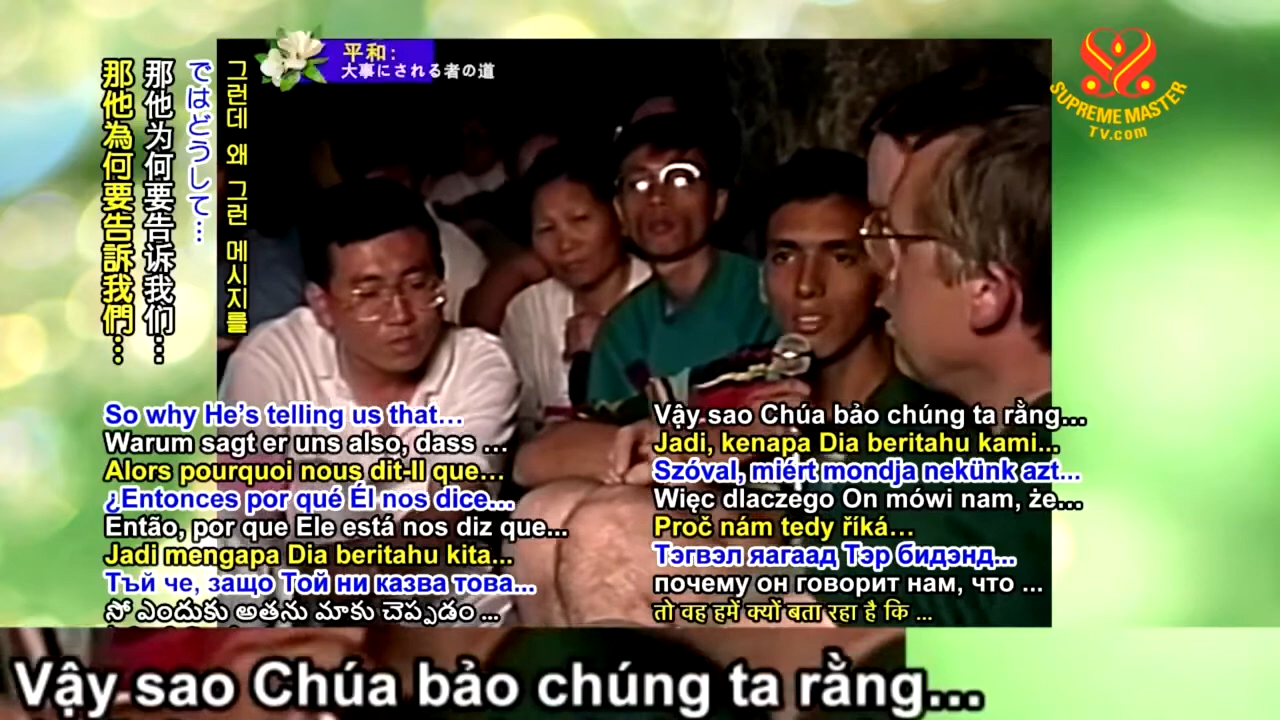 平和:
大事にされる者の道
SUPREME MASTER
TV.com
그런데 왜 그런 메시지를
ではどうして…
那他为何要告诉我们…
那他為何要告訴我們…
So why He's telling us that…
Warum sagt er uns also, dass …
Alors pourquoi nous dit-Il que…
¿Entonces por qué Él nos dice...
Então, por que Ele está nos diz que...
Jadi mengapa Dia beritahu kita...
Тъй че, защо Той ни казва това...
సో ఎందుకు అతను మాకు చెప్పడం ...
Vậy sao Chúa bảo chúng ta rằng...
Jadi, kenapa Dia beritahu kami...
Szóval, miért mondja nekünk azt...
Więc dlaczego On mówi nam, że...
Proč nám tedy říká…
Тэгвэл яагаад Тэр бидэнд...
почему он говорит нам, что ...
तो वह हमें क्यों बता रहा है कि ...
Vậy sao Chúa bảo chúng ta rằng...